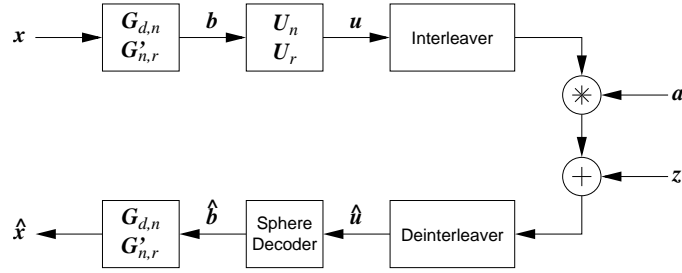 x
G_{d,n}
G'_{n,r}
b
U_n
U_r
u
Interleaver
a
z
x̂
G_{d,n}
G'_{n,r}
b̂
Sphere
Decoder
û
Deinterleaver